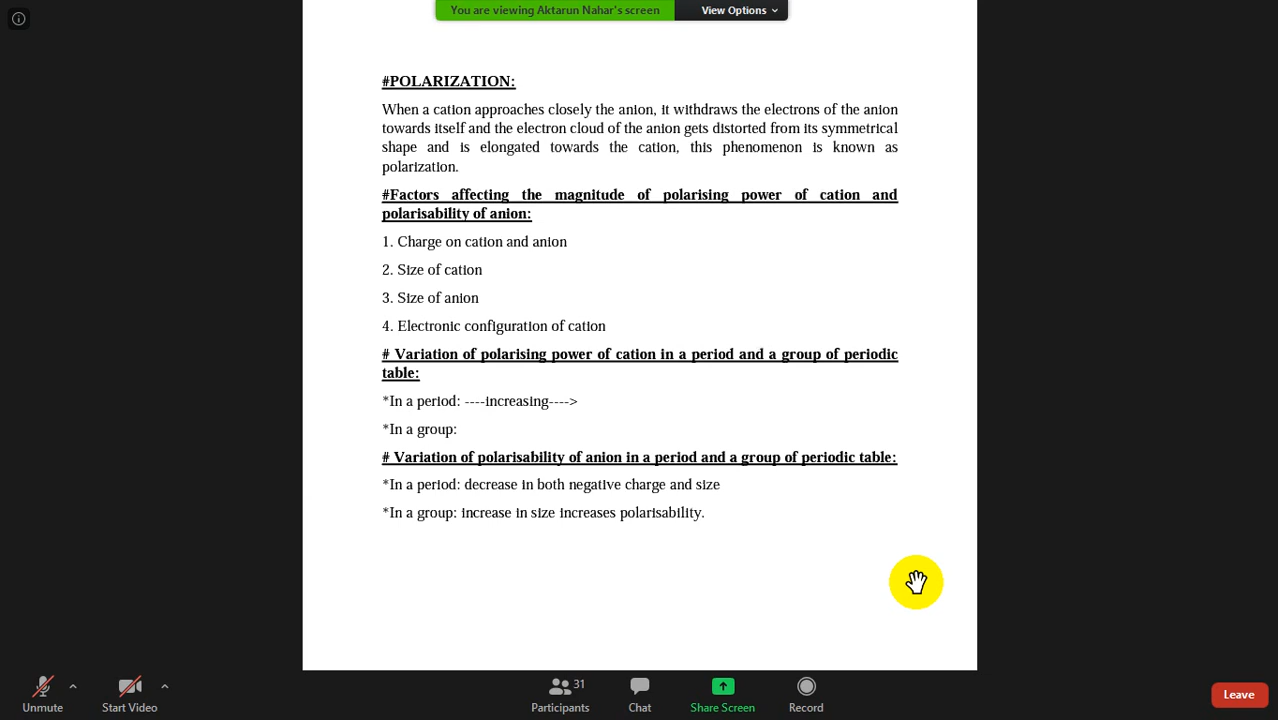 You are viewing Aktarun Nahar's screen
View Options
#POLARIZATION:
When a cation approaches closely the anion, it withdraws the electrons of the anion
towards itself and the electron cloud of the anion gets distorted from its symmetrical
shape and is elongated towards the cation, this phenomenon is known as
polarization.
#Factors affecting the magnitude of polarising power of cation and
polarisability of anion:
1. Charge on cation and anion
2. Size of cation
3. Size of anion
4. Electronic configuration of cation
# Variation of polarising power of cation in a period and a group of periodic
table:
*In a period: ----increasing---->
*In a group:
# Variation of polarisability of anion in a period and a group of periodic table:
*In a period: decrease in both negative charge and size
*In a group: increase in size increases polarisability.
Unmute
Start Video
31
Participants
Chat
Share Screen
Record
Leave